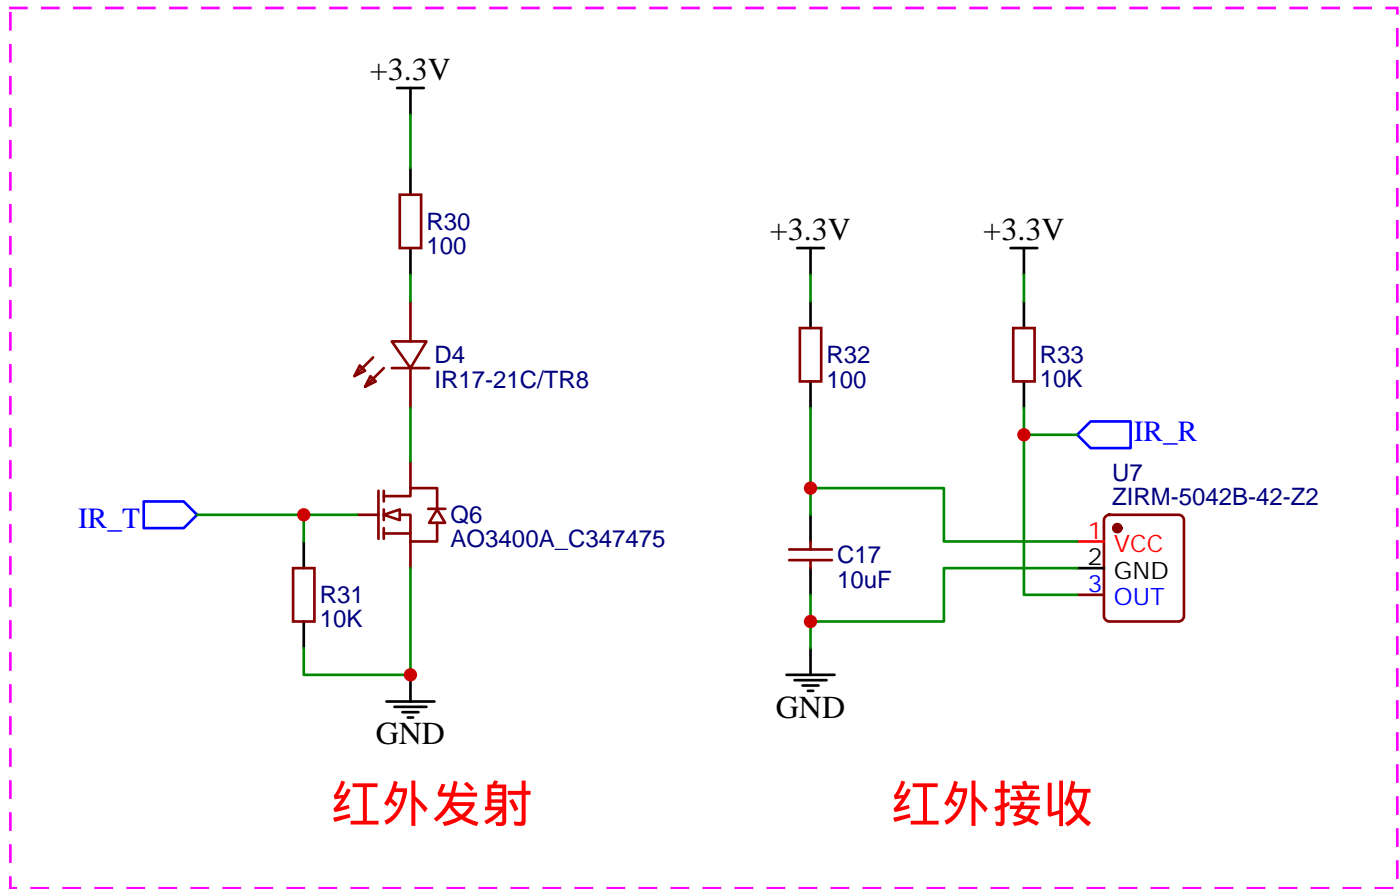 +3.3V
R30
100
D4
IR17-21C/TR8
IR_T
Q6
AO3400A_C347475
R31
10K
GND
红外发射
+3.3V
+3.3V
R32
100
R33
10K
IR_R
U7
ZIRM-5042B-42-Z2
1
VCC
2
GND
3
OUT
C17
10uF
GND
红外接收